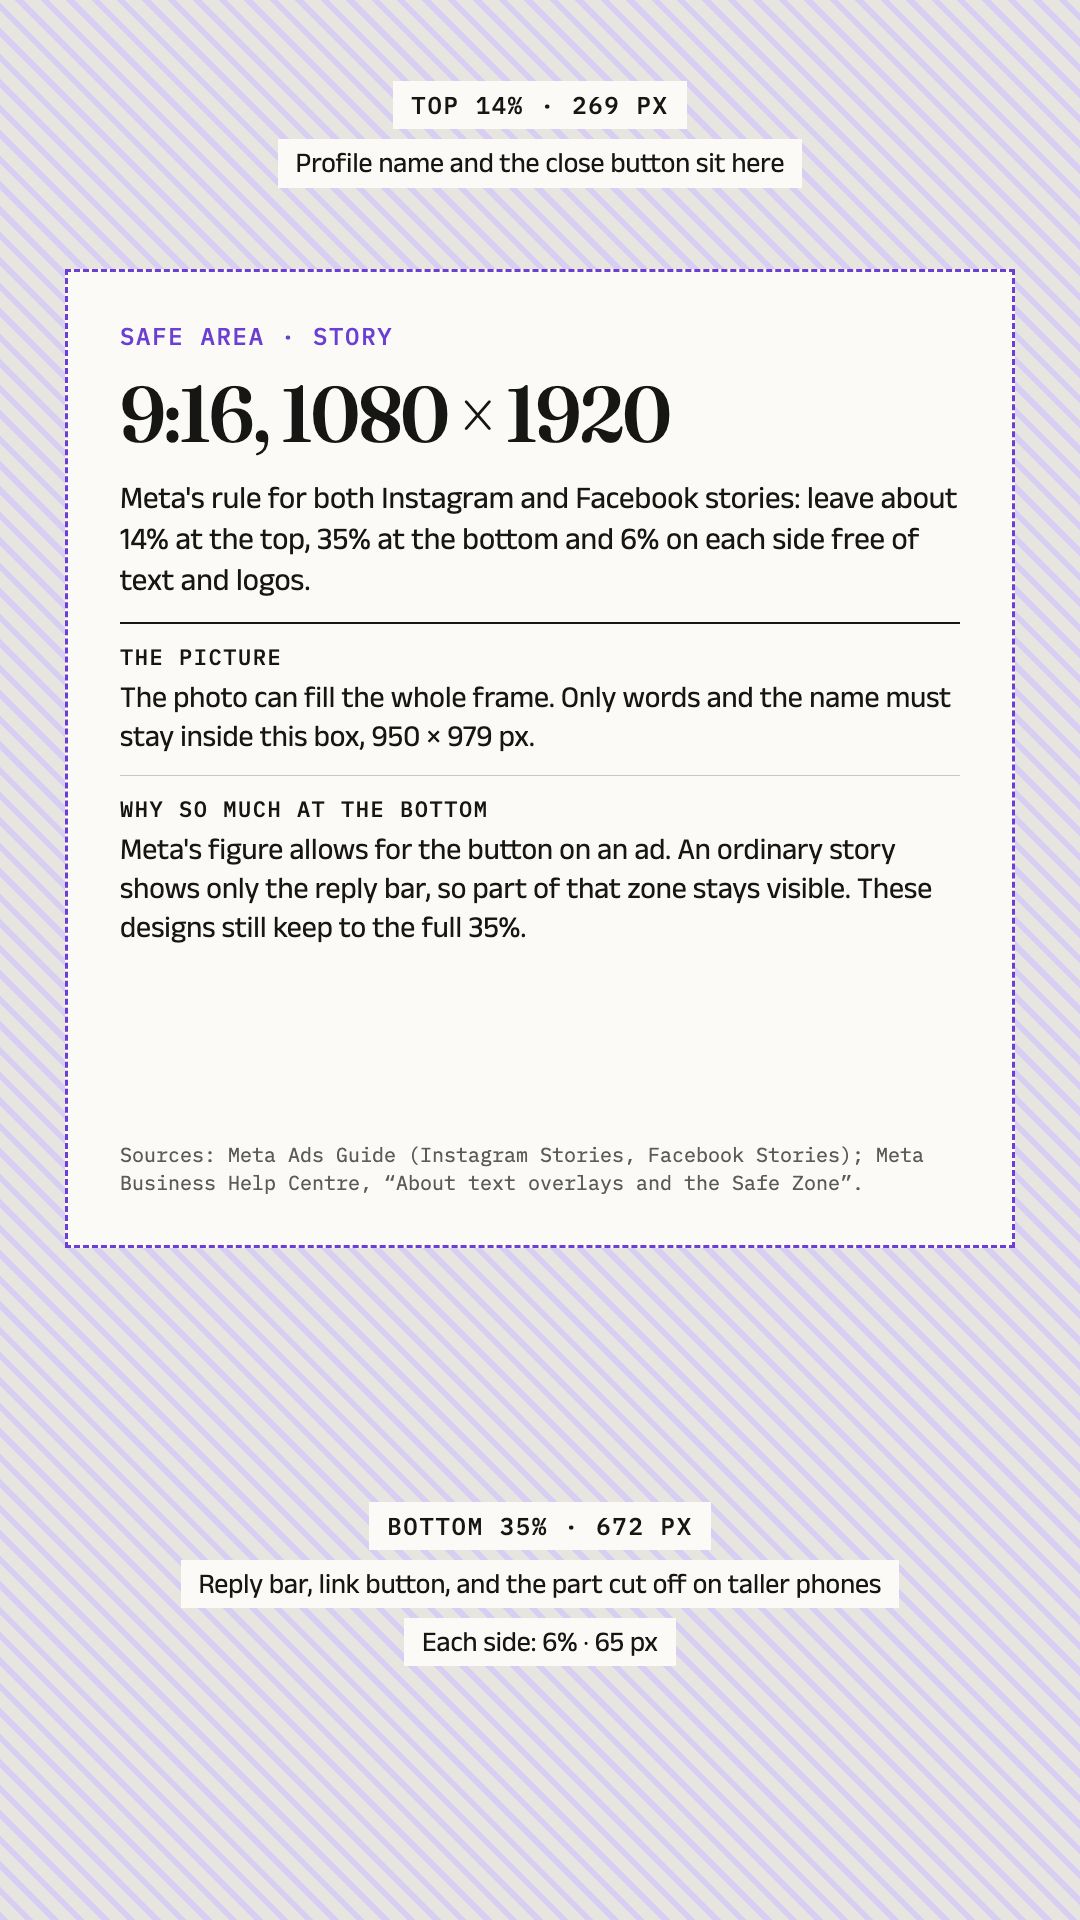 TOP 14% · 269 PX
Profile name and the close button sit here
SAFE AREA · STORY
9:16, 1080 × 1920
Meta's rule for both Instagram and Facebook stories: leave about
14% at the top, 35% at the bottom and 6% on each side free of
text and logos.
THE PICTURE
The photo can fill the whole frame. Only words and the name must
stay inside this box, 950 × 979 px.
WHY SO MUCH AT THE BOTTOM
Meta's figure allows for the button on an ad. An ordinary story
shows only the reply bar, so part of that zone stays visible. These
designs still keep to the full 35%.
Sources: Meta Ads Guide (Instagram Stories, Facebook Stories); Meta
Business Help Centre, “About text overlays and the Safe Zone”.
BOTTOM 35% · 672 PX
Reply bar, link button, and the part cut off on taller phones
Each side: 6% · 65 px